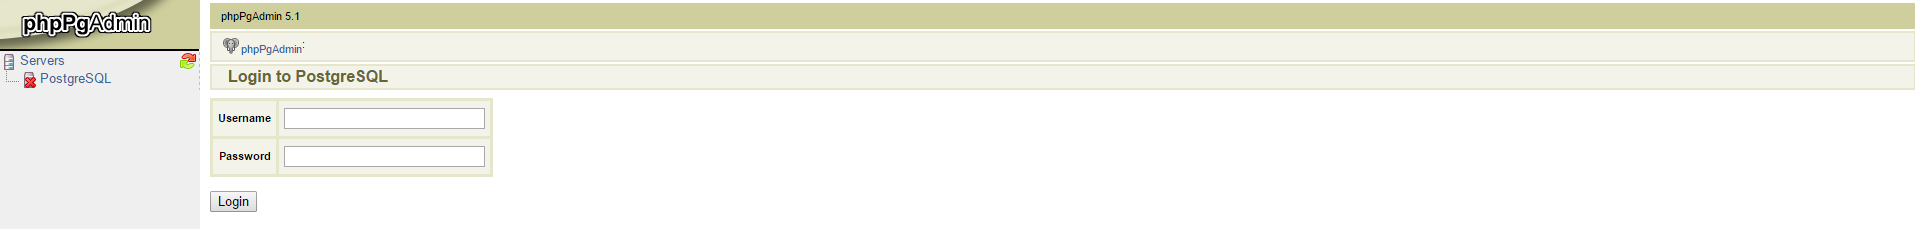 phpPgAdmin
Servers
PostgreSQL
phpPgAdmin 5.1
phpPgAdmin:
Login to PostgreSQL
Username
Password
Login